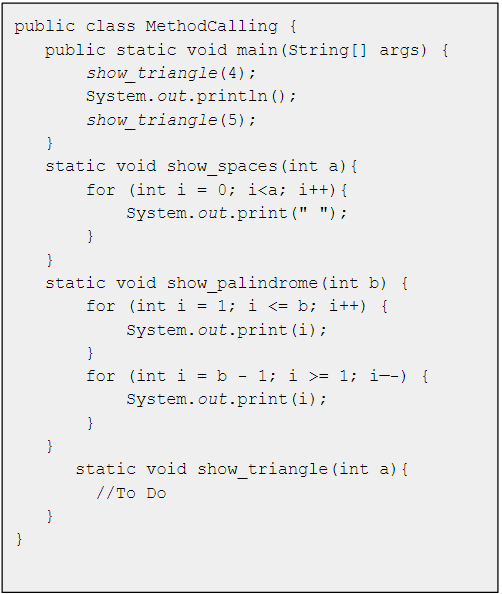 public class MethodCalling {
public static void main(String[] args) {
show_triangle(4);
System.out.println();
show_triangle(5);
}
static void show_spaces(int a){
for (int i = 0; i<a; i++){
System.out.print(" ");
}
}
static void show_palindrome(int b) {
for (int i = 1; i <= b; i++) {
System.out.print(i);
}
for (int i = b - 1; i >= 1; i—-) {
System.out.print(i);
}
}
static void show_triangle(int a){
//To Do
}
}